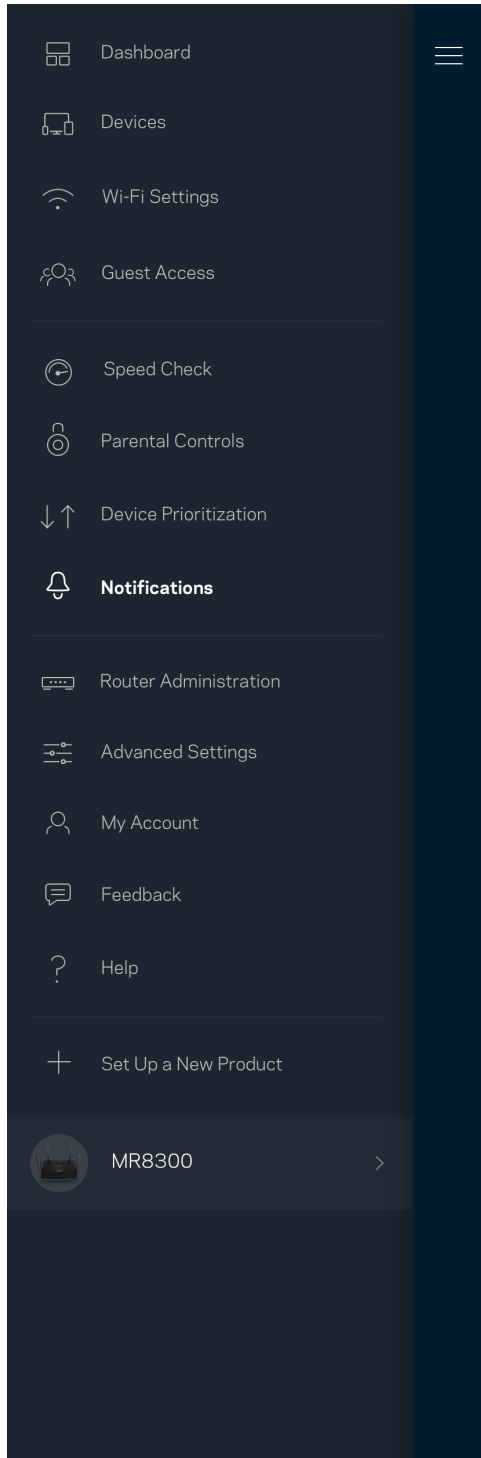 Dashboard
Devices
Wi-Fi Settings
Guest Access
Speed Check
Parental Controls
Device Prioritization
Notifications
Router Administration
Advanced Settings
My Account
Feedback
Help
Set Up a New Product
MR8300